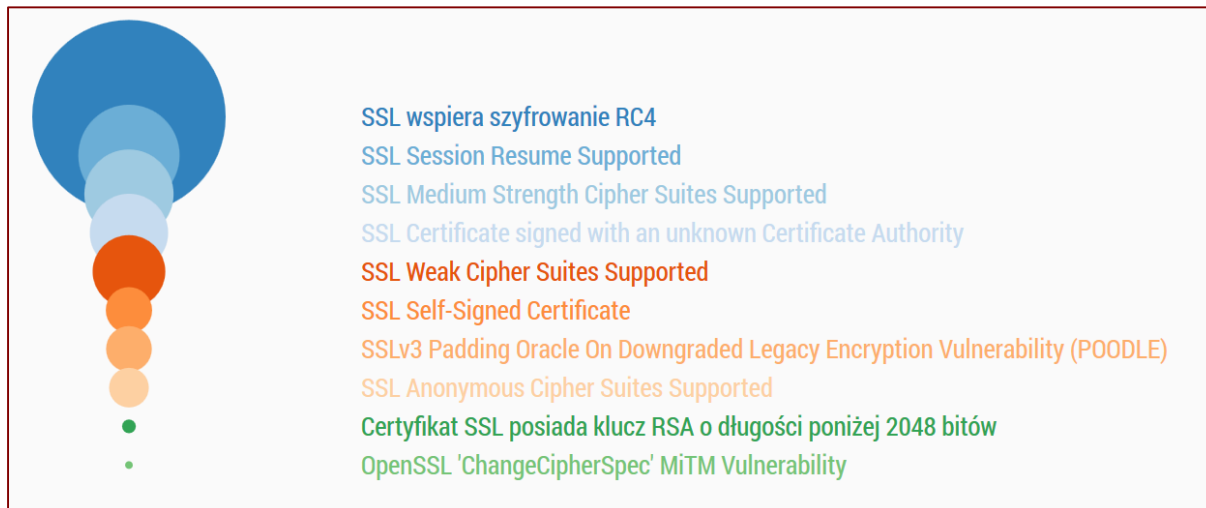 SSL wspiera szyfrowanie RC4
SSL Session Resume Supported
SSL Medium Strength Cipher Suites Supported
SSL Certificate signed with an unknown Certificate Authority
SSL Weak Cipher Suites Supported
SSL Self-Signed Certificate
SSLv3 Padding Oracle On Downgraded Legacy Encryption Vulnerability (POODLE)
SSL Anonymous Cipher Suites Supported
Certyfikat SSL posiada klucz RSA o długości poniżej 2048 bitów
OpenSSL 'ChangeCipherSpec' MiTM Vulnerability